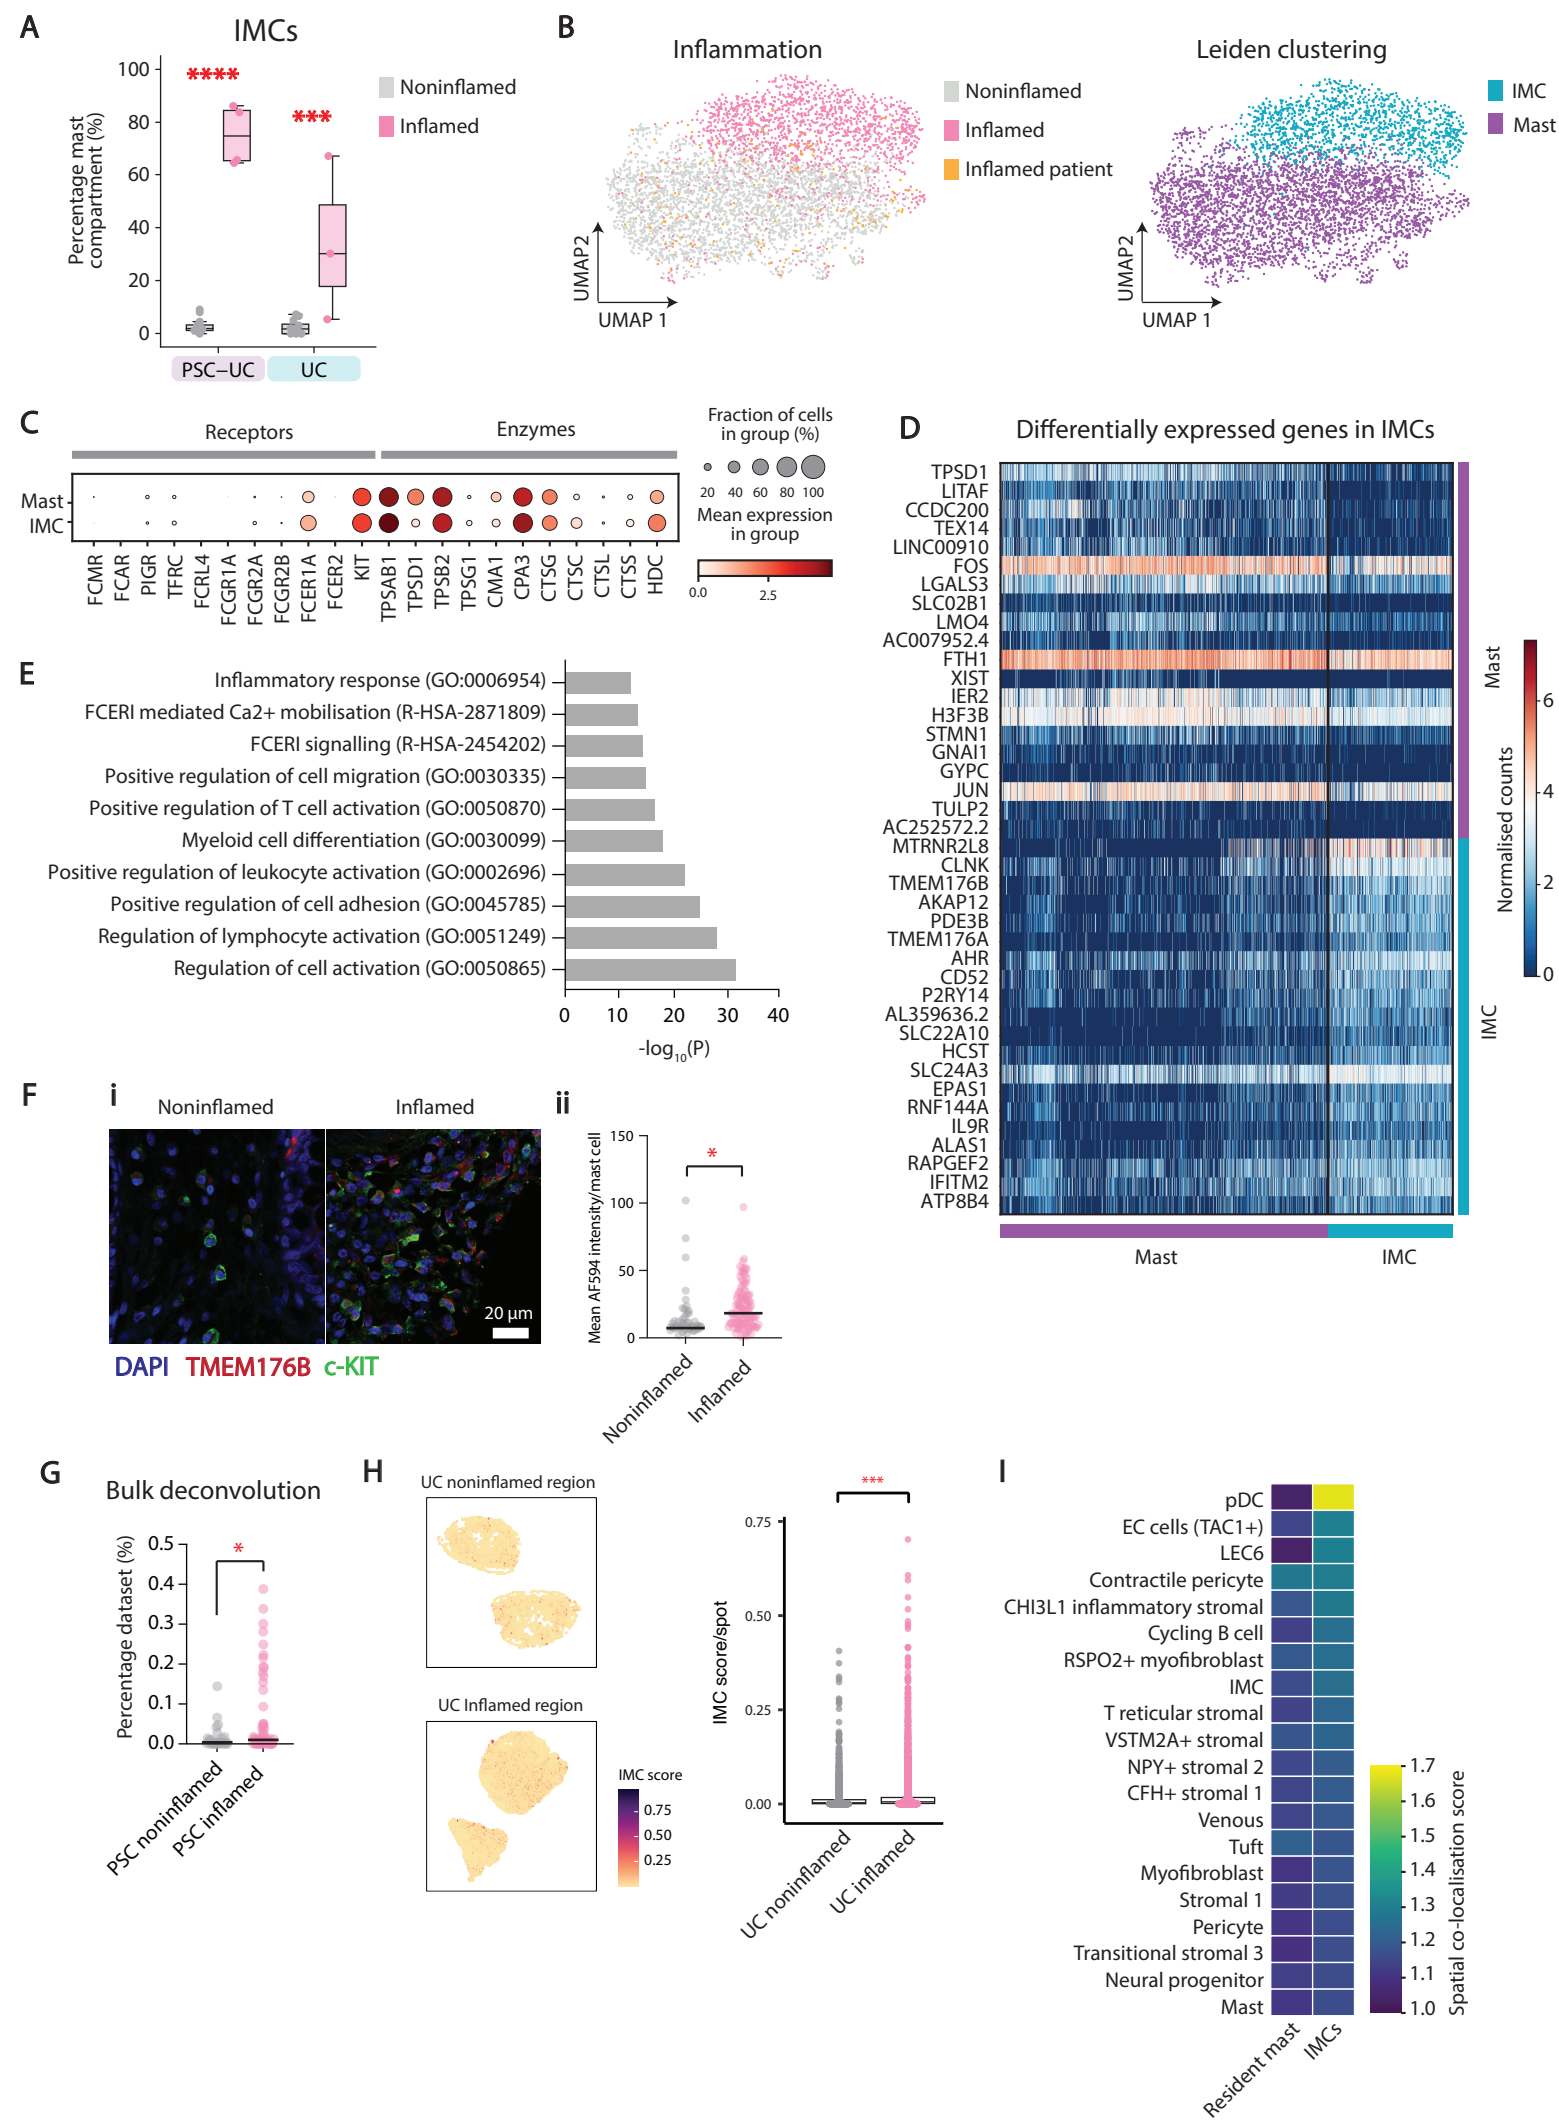 A
IMCs
Percentage mast
compartment (%)
100
80
60
40
20
0
****
***
Noninflamed
Inflamed
PSC–UC
UC
B
Inflammation
Noninflamed
Inflamed
Inflamed patient
UMAP2
UMAP 1
Leiden clustering
IMC
Mast
UMAP2
UMAP 1
C
Receptors
Enzymes
Mast
IMC
FCMR
FCAR
PIGR
TFRC
FCRL4
FCGR1A
FCGR2A
FCGR2B
FCER1A
FCER2
KIT
TPSAB1
TPSD1
TPSB2
TPSG1
CMA1
CPA3
CTSG
CTSC
CTSL
CTSS
HDC
Fraction of cells
in group (%)
20 40 60 80 100
Mean expression
in group
0.0 2.5
D
Differentially expressed genes in IMCs
TPSD1
LITAF
CCDC200
TEX14
LINC00910
FOS
LGALS3
SLC02B1
LMO4
AC007952.4
FTH1
XIST
IER2
H3F3B
STMN1
GNAI1
GYPC
JUN
TULP2
AC252572.2
MTRNR2L8
CLNK
TMEM176B
AKAP12
PDE3B
TMEM176A
AHR
CD52
P2RY14
AL359636.2
SLC22A10
HCST
SLC24A3
EPAS1
RNF144A
IL9R
ALAS1
RAPGEF2
IFITM2
ATP8B4
Mast
IMC
Mast
IMC
Normalised counts
6
4
2
0
E
Inflammatory response (GO:0006954)
FCERI mediated Ca2+ mobilisation (R-HSA-2871809)
FCERI signalling (R-HSA-2454202)
Positive regulation of cell migration (GO:0030335)
Positive regulation of T cell activation (GO:0050870)
Myeloid cell differentiation (GO:0030099)
Positive regulation of leukocyte activation (GO:0002696)
Positive regulation of cell adhesion (GO:0045785)
Regulation of lymphocyte activation (GO:0051249)
Regulation of cell activation (GO:0050865)
0 10 20 30 40
-log10(P)
F
i
Noninflamed
Inflamed
20 µm
DAPI TMEM176B c-KIT
ii
Mean AF594 intensity/mast cell
150
100
50
0
*
Noninflamed
Inflamed
G
Bulk deconvolution
Percentage dataset (%)
0.5
0.4
0.3
0.2
0.1
0.0
*
PSC noninflamed
PSC inflamed
H
UC noninflamed region
UC Inflamed region
IMC score
0.75
0.50
0.25
IMC score/spot
0.75
0.50
0.25
0.00
***
UC noninflamed
UC inflamed
I
pDC
EC cells (TAC1+)
LEC6
Contractile pericyte
CHI3L1 inflammatory stromal
Cycling B cell
RSPO2+ myofibroblast
IMC
T reticular stromal
VSTM2A+ stromal
NPY+ stromal 2
CFH+ stromal 1
Venous
Tuft
Myofibroblast
Stromal 1
Pericyte
Transitional stromal 3
Neural progenitor
Mast
Resident mast
IMCs
1.7
1.6
1.5
1.4
1.3
1.2
1.1
1.0
Spatial co-localisation score